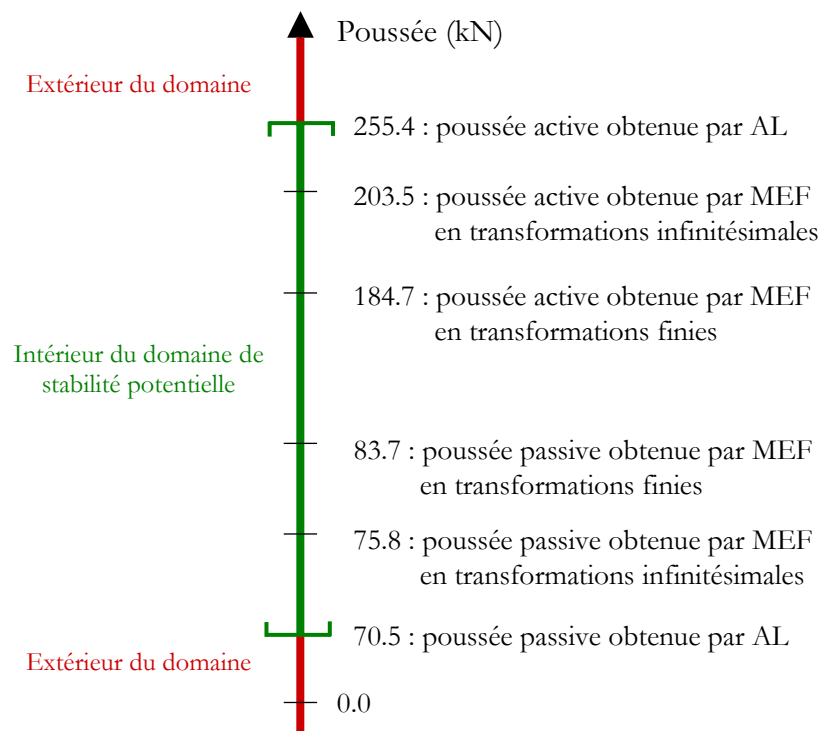 Poussée (kN)
Extérieur du domaine
255.4 : poussée active obtenue par AL
203.5 : poussée active obtenue par MEF
en transformations infinitésimales
184.7 : poussée active obtenue par MEF
en transformations finies
Intérieur du domaine de
stabilité potentielle
83.7 : poussée passive obtenue par MEF
en transformations finies
75.8 : poussée passive obtenue par MEF
en transformations infinitésimales
70.5 : poussée passive obtenue par AL
Extérieur du domaine
0.0